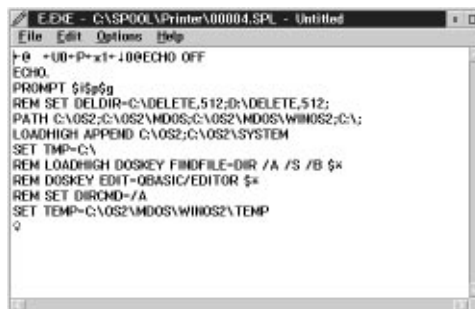 E.EXE - C:\SPOOL\Printer\00004.SPL - Untitled
File Edit Options Help
@ECHO OFF
ECHO.
PROMPT $i$p$g
REM SET DELDIR=C:\DELETE,512;D:\DELETE,512;
PATH C:\OS2;C:\OS2\MDOS;C:\OS2\MDOS\WINOS2;C:\;
LOADHIGH APPEND C:\OS2;C:\OS2\SYSTEM
SET TMP=C:\
REM LOADHIGH DOSKEY FINDFILE=DIR /A /S /B $*
REM DOSKEY EDIT=QBASIC/EDITOR $*
REM SET DIRCMD=/A
SET TEMP=C:\OS2\MDOS\WINOS2\TEMP